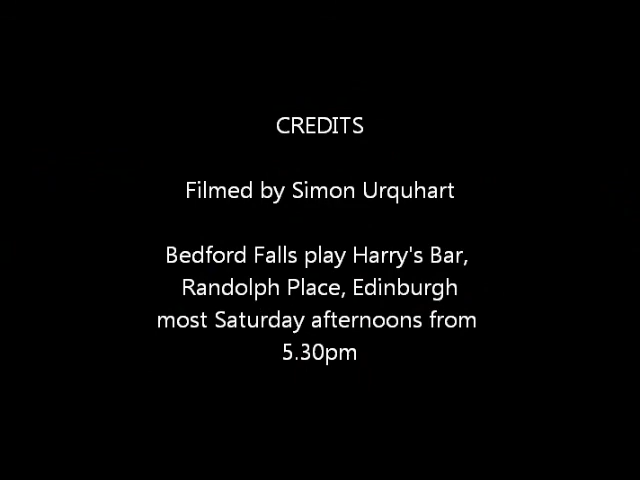 CREDITS
Filmed by Simon Urquhart
Bedford Falls play Harry's Bar,
Randolph Place, Edinburgh
most Saturday afternoons from
5.30pm